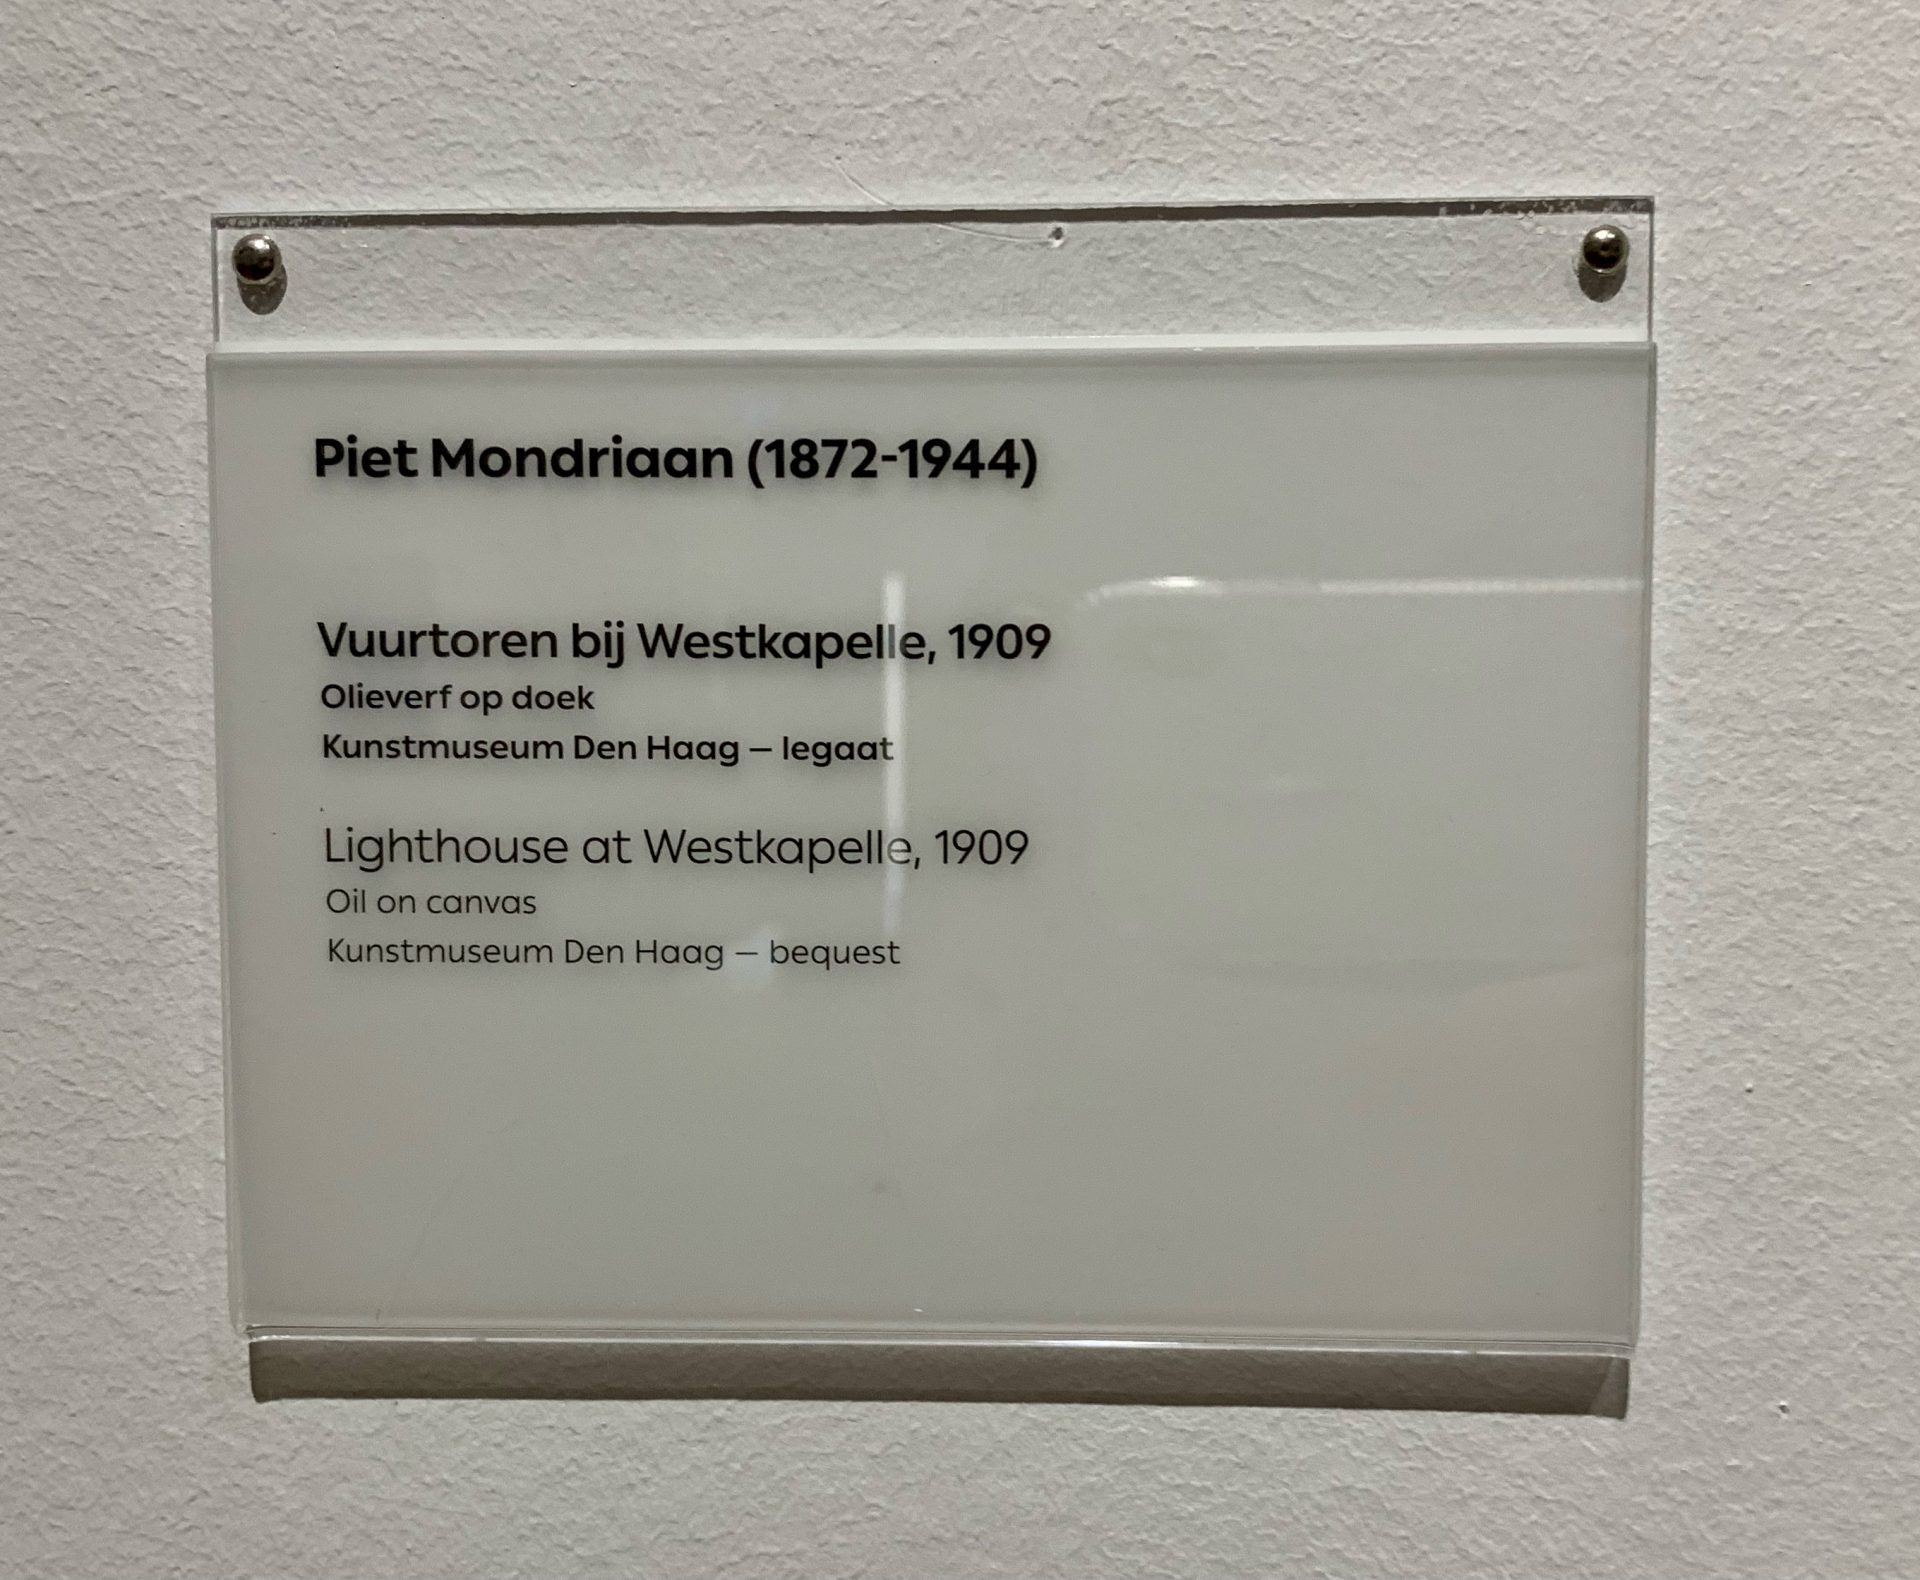 Piet Mondriaan (1872-1944)
Vuurtoren bij Westkapelle, 1909
Olieverf op doek
Kunstmuseum Den Haag – legaat
Lighthouse at Westkapelle, 1909
Oil on canvas
Kunstmuseum Den Haag – bequest